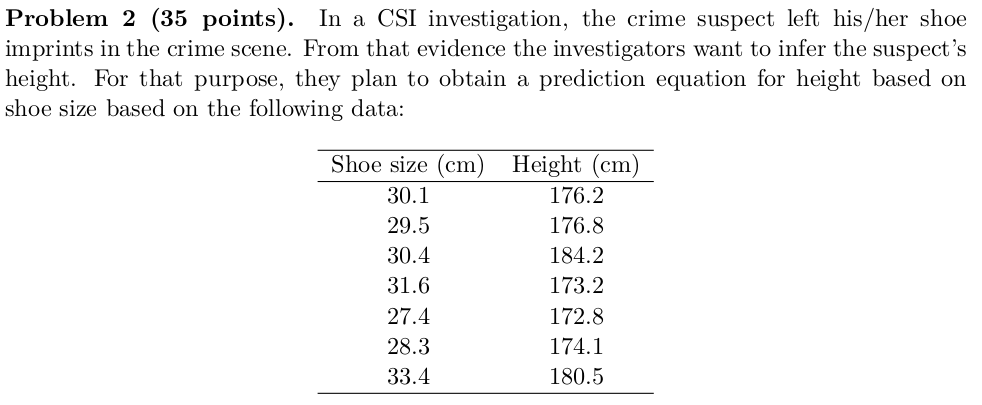 Problem 2 (35 points). In a CSI investigation, the crime suspect left his/her shoe
imprints in the crime scene. From that evidence the investigators want to infer the suspect's
height. For that purpose, they plan to obtain a prediction equation for height based on
shoe size based on the following data:
Shoe size (cm) Height (cm)
30.1 176.2
29.5 176.8
30.4 184.2
31.6 173.2
27.4 172.8
28.3 174.1
33.4 180.5